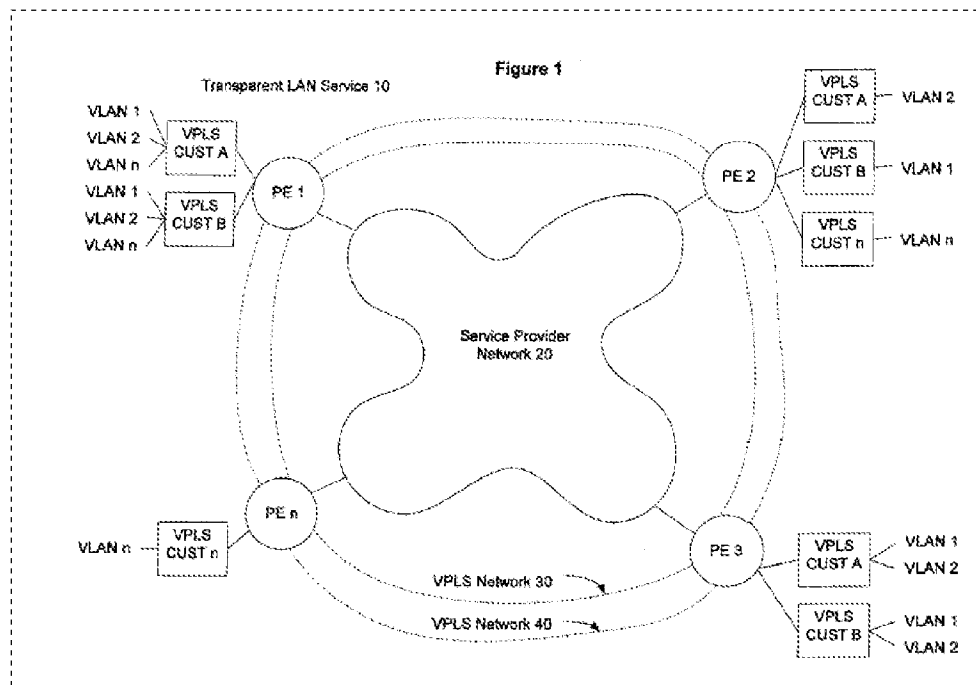 Figure 1
Transparent LAN Service 10
VLAN 1
VLAN 2
VLAN n
VPLS
CUST A
VLAN 1
VLAN 2
VLAN n
VPLS
CUST B
PE 1
PE 2
VPLS
CUST A
VLAN 2
VPLS
CUST B
VLAN 1
VPLS
CUST n
VLAN n
Service Provider
Network 20
VLAN n
VPLS
CUST n
PE n
PE 3
VPLS Network 30
VPLS Network 40
VPLS
CUST A
VLAN 1
VLAN 2
VPLS
CUST B
VLAN 1
VLAN 2